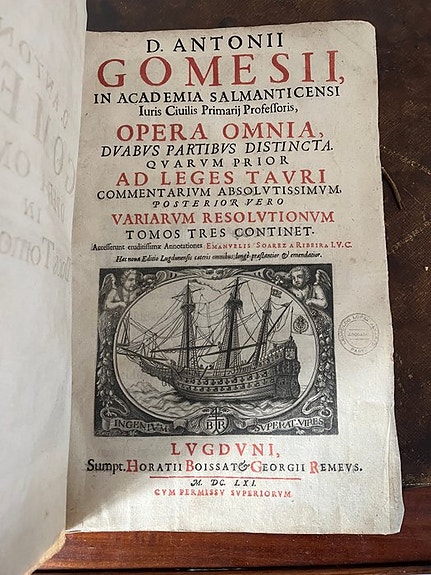 D. ANTONII
GOMESII,
IN ACADEMIA SALMANTICENSI
Iuris Ciuilis Primarij Professoris,
OPERA OMNIA,
DVABVS PARTIBVS DISTINCTA.
QVARVM PRIOR
AD LEGES TAVRI
COMMENTARIVM ABSOLVTISSIMVM,
POSTERIOR VERO
VARIARVM RESOLVTIONVM
TOMOS TRES CONTINET.
Accesserunt eruditissimæ Annotationes EMANVELIS SOAREZ A RIBEIRA I.V.C.
Hac noua Editio Lugdunensis cæteris omnibus longè præstantior & emendatior.
INGENIVM
BR
SVPERAT VIRES
LVGDVNI,
Sumpt. HORATII BOISSAT & GEORGII REMEVS.
M. DC. LXI.
CVM PERMISSV SVPERIORVM.